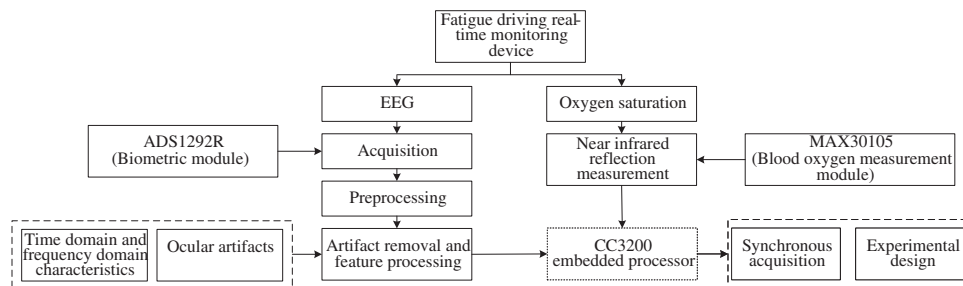 Fatigue driving real-
time monitoring
device
EEG
Oxygen saturation
ADS1292R
(Biometric module)
Acquisition
Near infrared
reflection
measurement
MAX30105
(Blood oxygen measurement
module)
Preprocessing
Time domain and
frequency domain
characteristics
Ocular artifacts
Artifact removal and
feature processing
CC3200
embedded processor
Synchronous
acquisition
Experimental
design